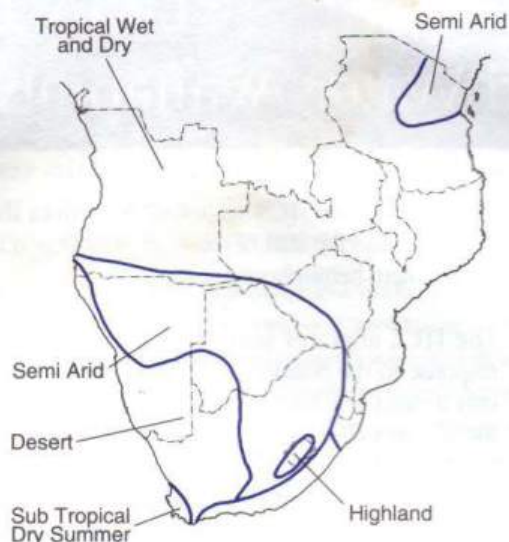 Tropical Wet
and Dry
Semi Arid
Semi Arid
Desert
Sub Tropical
Dry Summer
Highland